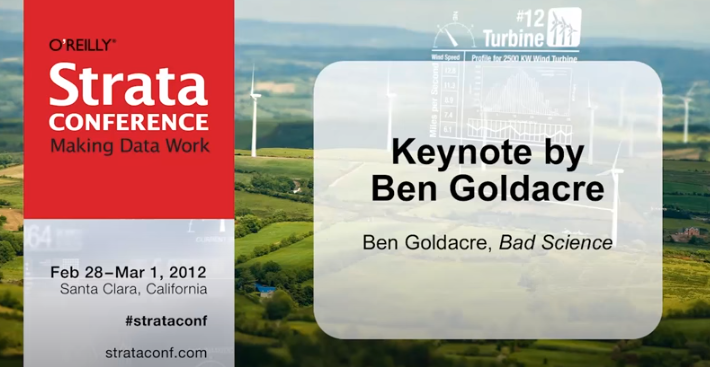 O'REILLY®
Strata
CONFERENCE
Making Data Work
Feb 28–Mar 1, 2012
Santa Clara, California
#strataconf
strataconf.com
#12
Turbine
Wind Speed
Profile for 2500 KW Wind Turbine
Keynote by
Ben Goldacre
Ben Goldacre, Bad Science